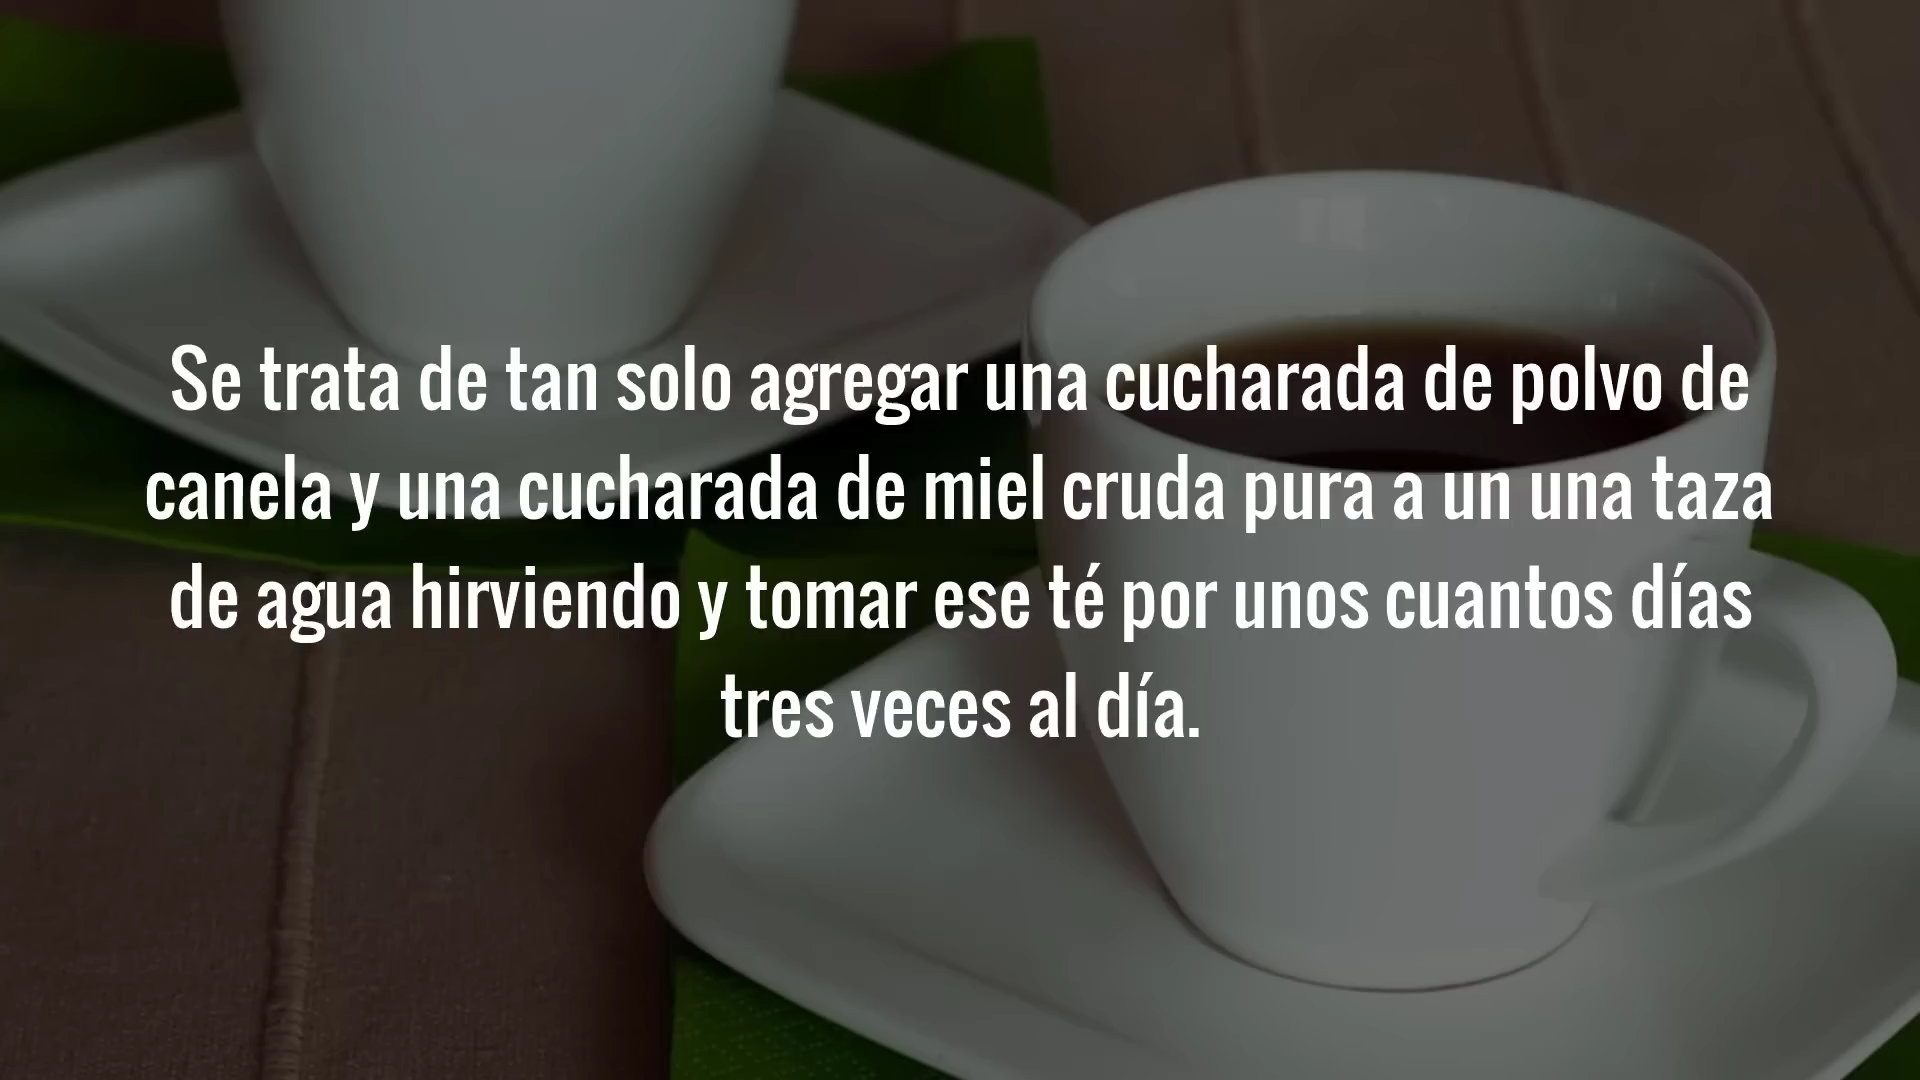 Se trata de tan solo agregar una cucharada de polvo de
canela y una cucharada de miel cruda pura a un una taza
de agua hirviendo y tomar ese té por unos cuantos días
tres veces al día.